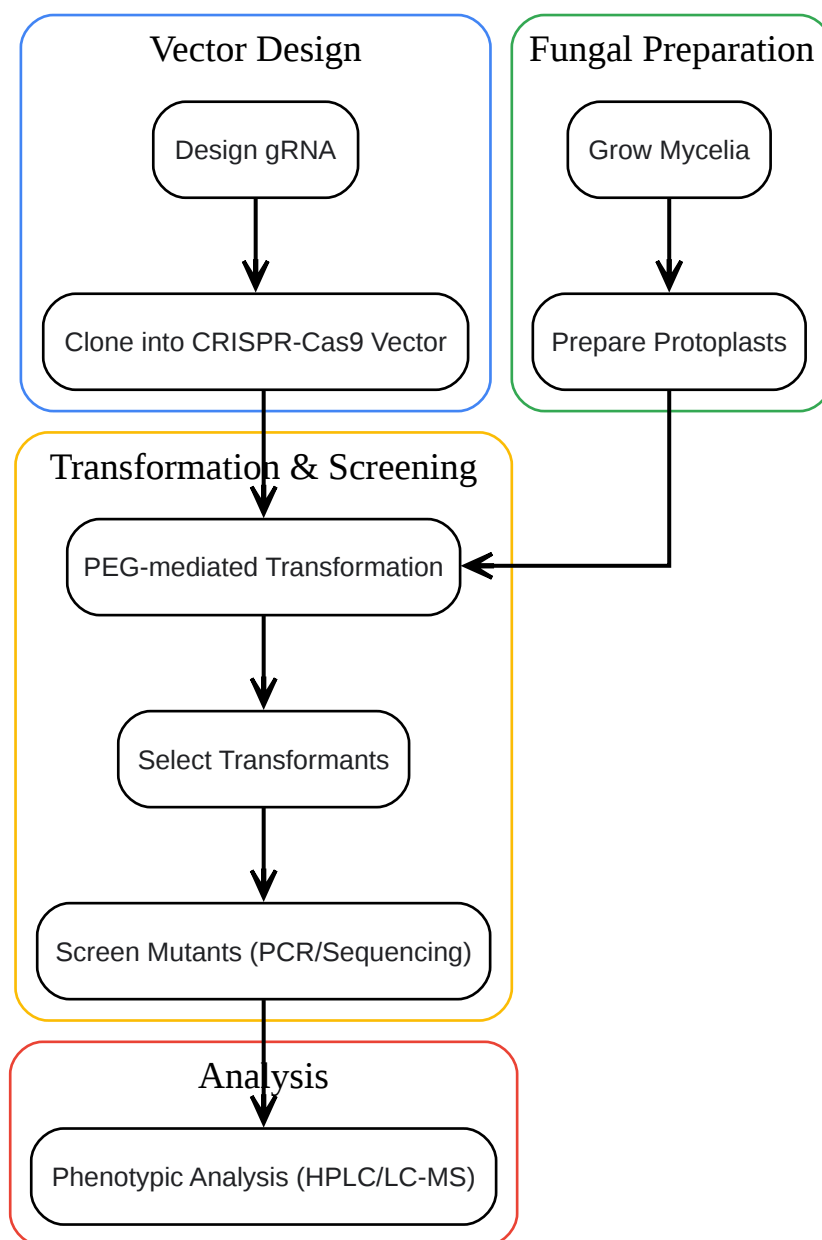 Vector Design
Design gRNA
Clone into CRISPR-Cas9 Vector
Fungal Preparation
Grow Mycelia
Prepare Protoplasts
Transformation & Screening
PEG-mediated Transformation
Select Transformants
Screen Mutants (PCR/Sequencing)
Analysis
Phenotypic Analysis (HPLC/LC-MS)